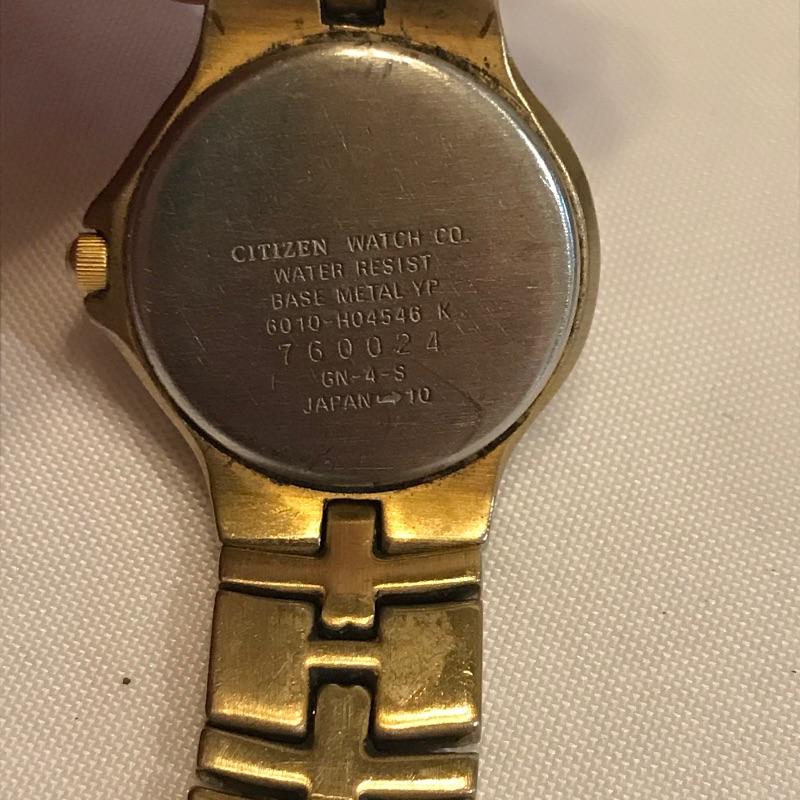 CITIZEN WATCH CO.
WATER RESIST
BASE METAL YP
6010-H04546 K
760024
GN-4-S
JAPAN 10